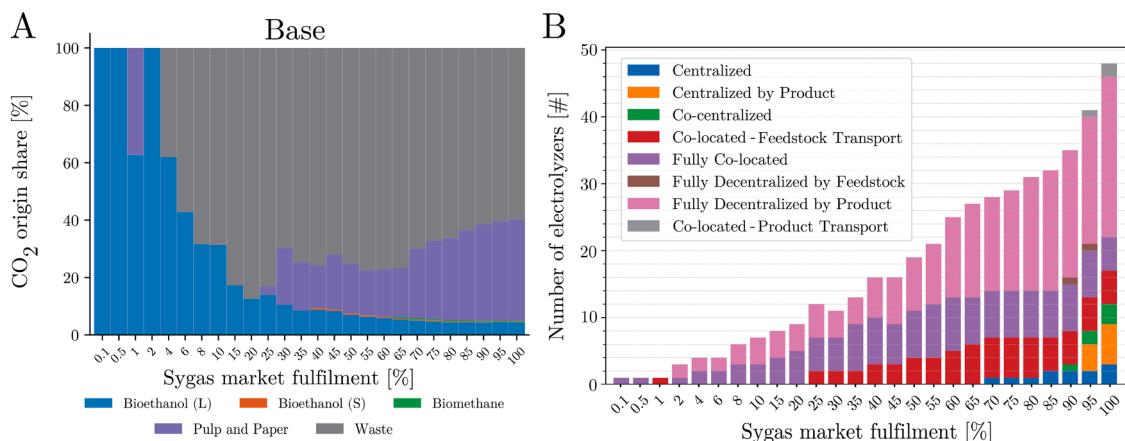 A
Base
CO2 origin share [%]
100
80
60
40
20
0
0.1 0.5 1 2 4 6 8 10 15 20 25 30 35 40 45 50 55 60 65 70 75 80 85 90 95 100
Sygas market fulfilment [%]
Bioethanol (L) Bioethanol (S) Biomethane
Pulp and Paper Waste
B
Number of electrolyzers [#]
50
40
30
20
10
0
Centralized
Centralized by Product
Co-centralized
Co-located - Feedstock Transport
Fully Co-located
Fully Decentralized by Feedstock
Fully Decentralized by Product
Co-located - Product Transport
0.1 0.5 1 2 4 6 8 10 15 20 25 30 35 40 45 50 55 60 65 70 75 80 85 90 95 100
Sygas market fulfilment [%]